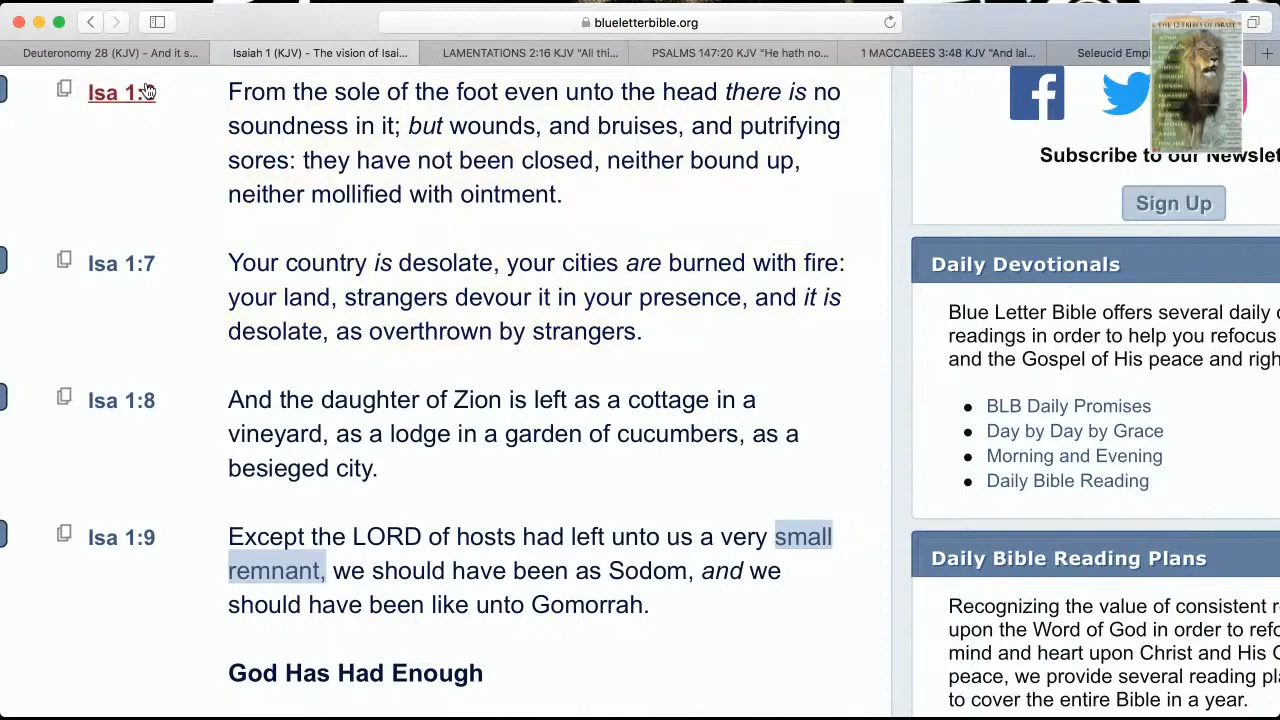 blueletterbible.org
Deuteronomy 28 (KJV) - And it s...
Isaiah 1 (KJV) - The vision of Isai...
LAMENTATIONS 2:16 KJV "All thi...
PSALMS 147:20 KJV "He hath no...
1 MACCABEES 3:48 KJV "And lai...
Seleucid Emp
THE 12 TRIBES OF ISRAEL
Isa 1:
From the sole of the foot even unto the head there is no
soundness in it; but wounds, and bruises, and putrifying
sores: they have not been closed, neither bound up,
neither mollified with ointment.
Isa 1:7
Your country is desolate, your cities are burned with fire:
your land, strangers devour it in your presence, and it is
desolate, as overthrown by strangers.
Isa 1:8
And the daughter of Zion is left as a cottage in a
vineyard, as a lodge in a garden of cucumbers, as a
besieged city.
Isa 1:9
Except the LORD of hosts had left unto us a very small
remnant, we should have been as Sodom, and we
should have been like unto Gomorrah.
God Has Had Enough
Subscribe to our Newslet
Sign Up
Daily Devotionals
Blue Letter Bible offers several daily
readings in order to help you refocus
and the Gospel of His peace and righ
BLB Daily Promises
Day by Day by Grace
Morning and Evening
Daily Bible Reading
Daily Bible Reading Plans
Recognizing the value of consistent r
upon the Word of God in order to refo
mind and heart upon Christ and His
peace, we provide several reading pla
to cover the entire Bible in a year.